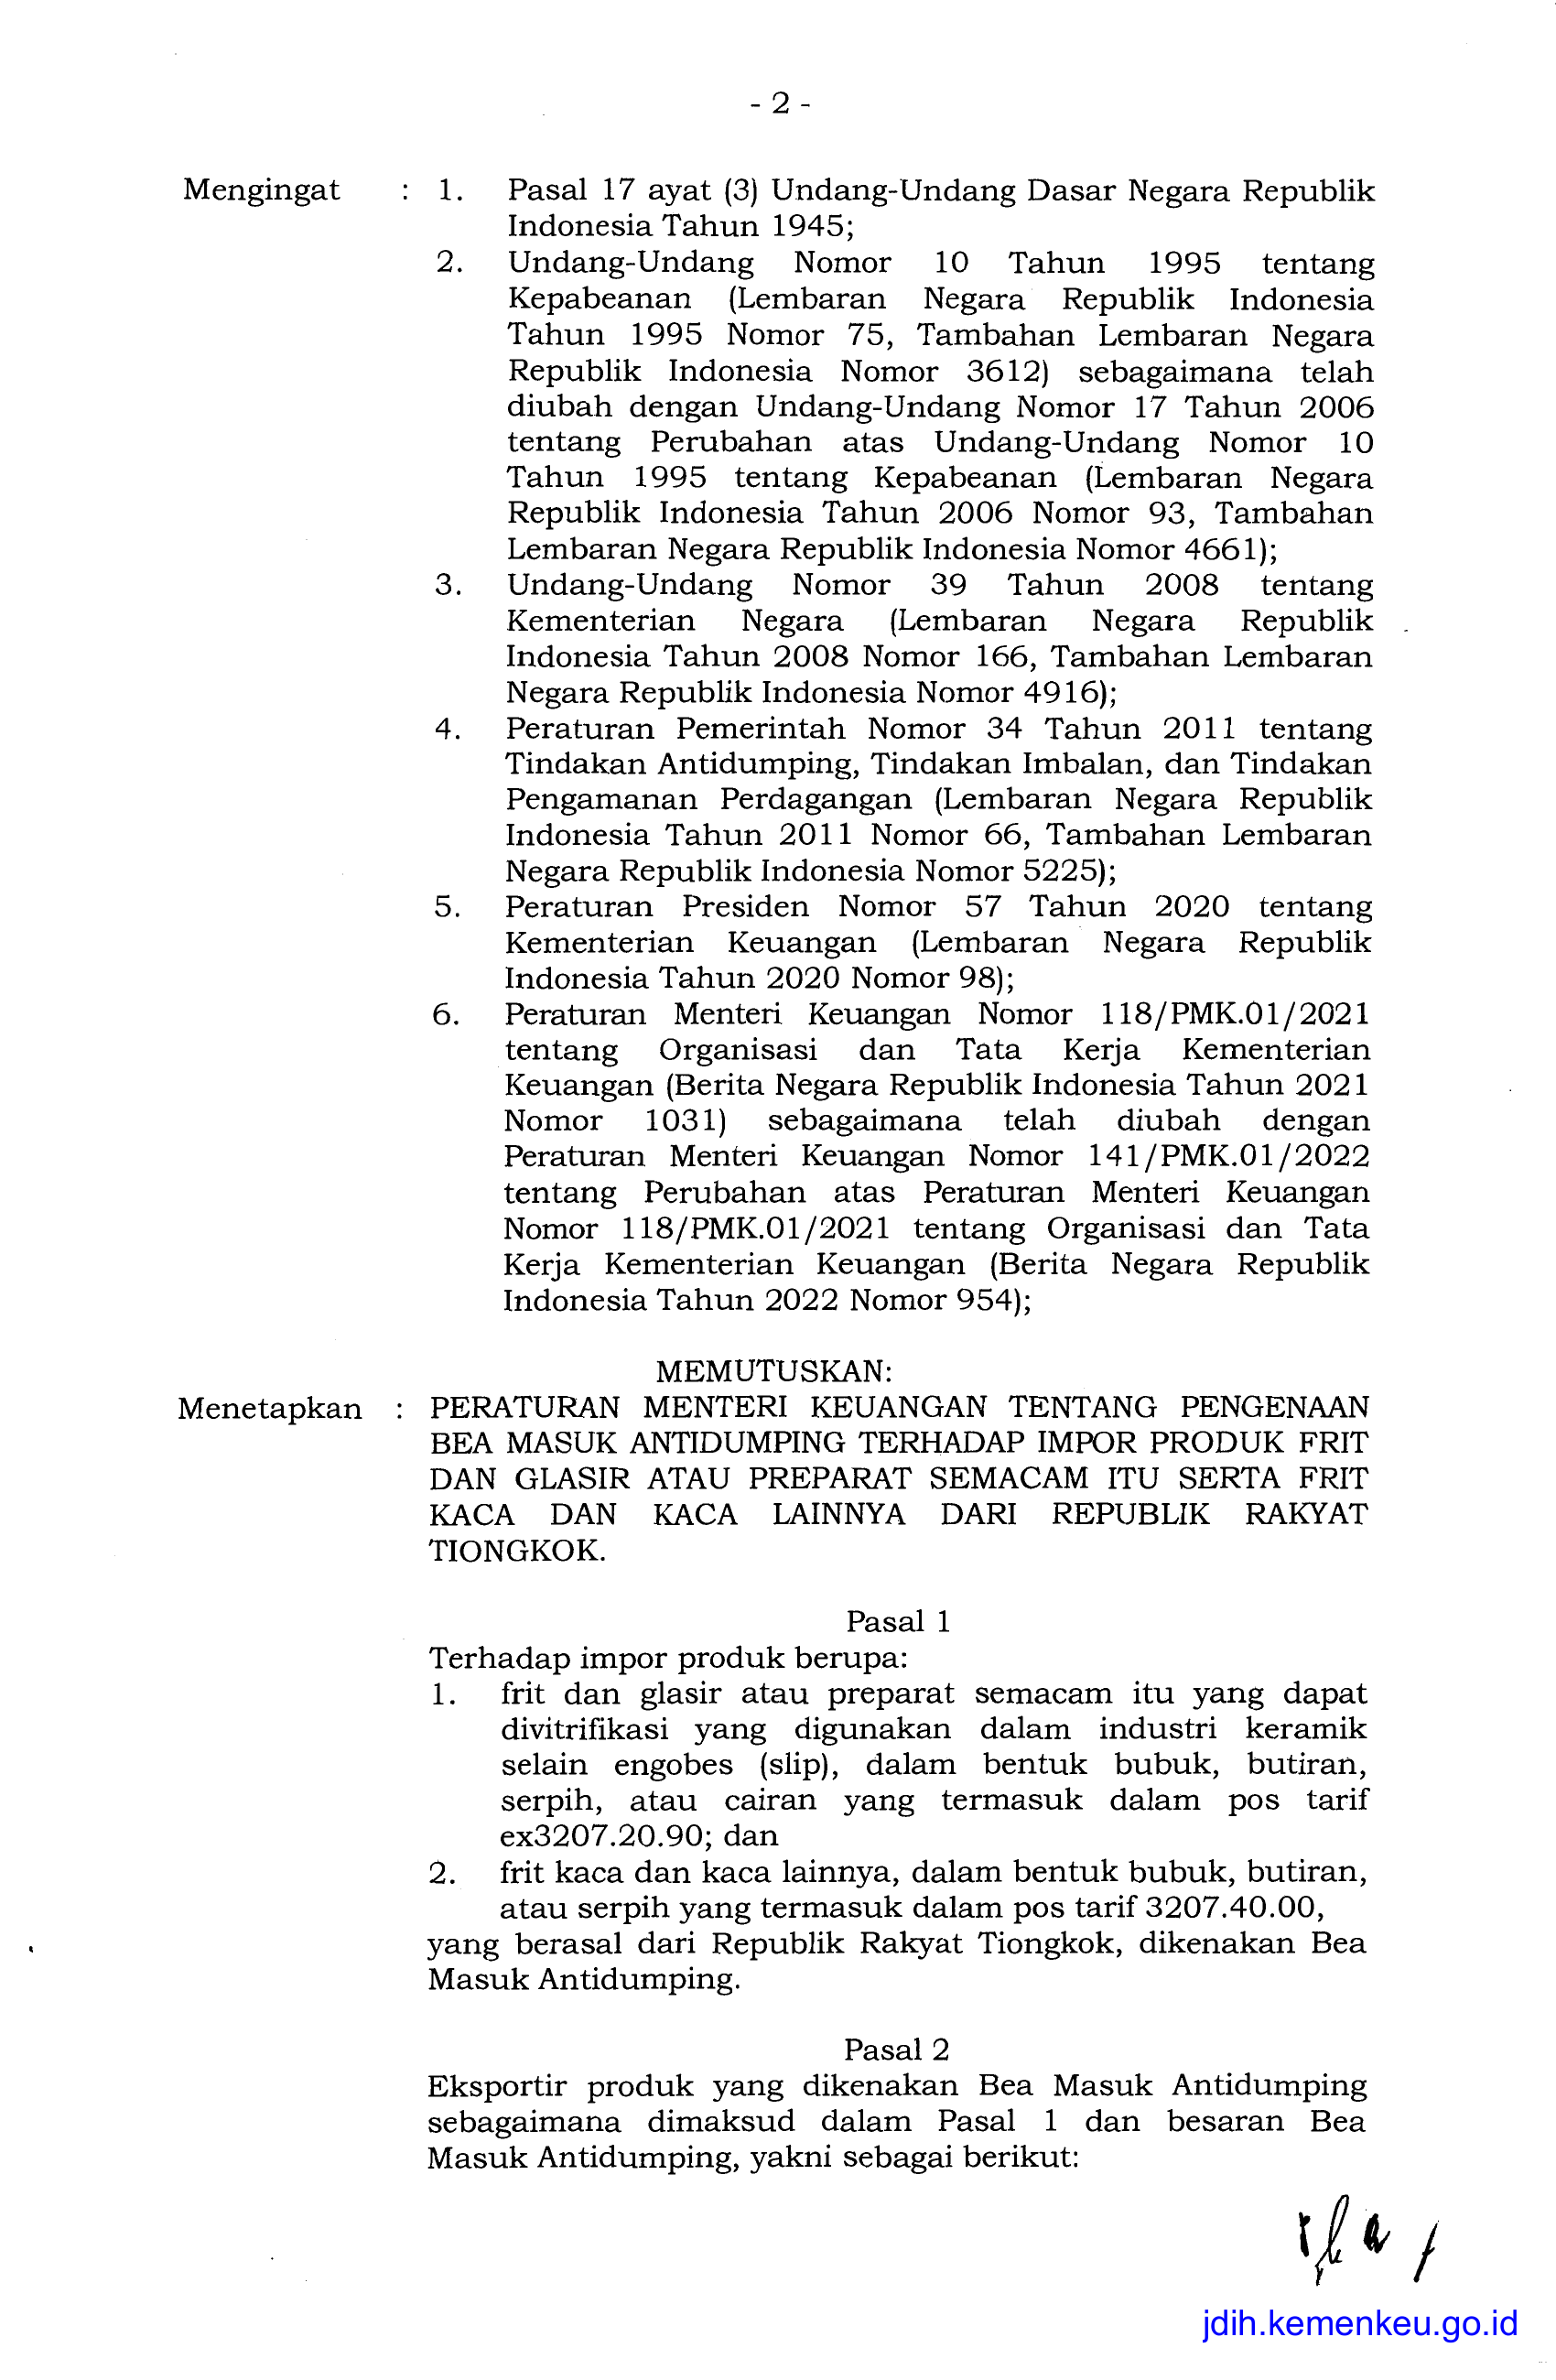 - 2 -
Mengingat : 1. Pasal 17 ayat (3) Undang-Undang Dasar Negara Republik
Indonesia Tahun 1945;
2. Undang-Undang Nomor 10 Tahun 1995 tentang
Kepabeanan (Lembaran Negara Republik Indonesia
Tahun 1995 Nomor 75, Tambahan Lembaran Negara
Republik Indonesia Nomor 3612) sebagaimana telah
diubah dengan Undang-Undang Nomor 17 Tahun 2006
tentang Perubahan atas Undang-Undang Nomor 10
Tahun 1995 tentang Kepabeanan (Lembaran Negara
Republik Indonesia Tahun 2006 Nomor 93, Tambahan
Lembaran Negara Republik Indonesia Nomor 4661);
3. Undang-Undang Nomor 39 Tahun 2008 tentang
Kementerian Negara (Lembaran Negara Republik
Indonesia Tahun 2008 Nomor 166, Tambahan Lembaran
Negara Republik Indonesia Nomor 4916);
4. Peraturan Pemerintah Nomor 34 Tahun 2011 tentang
Tindakan Antidumping, Tindakan Imbalan, dan Tindakan
Pengamanan Perdagangan (Lembaran Negara Republik
Indonesia Tahun 2011 Nomor 66, Tambahan Lembaran
Negara Republik Indonesia Nomor 5225);
5. Peraturan Presiden Nomor 57 Tahun 2020 tentang
Kementerian Keuangan (Lembaran Negara Republik
Indonesia Tahun 2020 Nomor 98);
6. Peraturan Menteri Keuangan Nomor 118/PMK.01/2021
tentang Organisasi dan Tata Kerja Kementerian
Keuangan (Berita Negara Republik Indonesia Tahun 2021
Nomor 1031) sebagaimana telah diubah dengan
Peraturan Menteri Keuangan Nomor 141/PMK.01/2022
tentang Perubahan atas Peraturan Menteri Keuangan
Nomor 118/PMK.01/2021 tentang Organisasi dan Tata
Kerja Kementerian Keuangan (Berita Negara Republik
Indonesia Tahun 2022 Nomor 954);
MEMUTUSKAN:
Menetapkan : PERATURAN MENTERI KEUANGAN TENTANG PENGENAAN
BEA MASUK ANTIDUMPING TERHADAP IMPOR PRODUK FRIT
DAN GLASIR ATAU PREPARAT SEMACAM ITU SERTA FRIT
KACA DAN KACA LAINNYA DARI REPUBLIK RAKYAT
TIONGKOK.
Pasal 1
Terhadap impor produk berupa:
1. frit dan glasir atau preparat semacam itu yang dapat
divitrifikasi yang digunakan dalam industri keramik
selain engobes (slip), dalam bentuk bubuk, butiran,
serpih, atau cairan yang termasuk dalam pos tarif
ex3207.20.90; dan
2. frit kaca dan kaca lainnya, dalam bentuk bubuk, butiran,
atau serpih yang termasuk dalam pos tarif 3207.40.00,
yang berasal dari Republik Rakyat Tiongkok, dikenakan Bea
Masuk Antidumping.
Pasal 2
Eksportir produk yang dikenakan Bea Masuk Antidumping
sebagaimana dimaksud dalam Pasal 1 dan besaran Bea
Masuk Antidumping, yakni sebagai berikut:
jdih.kemenkeu.go.id